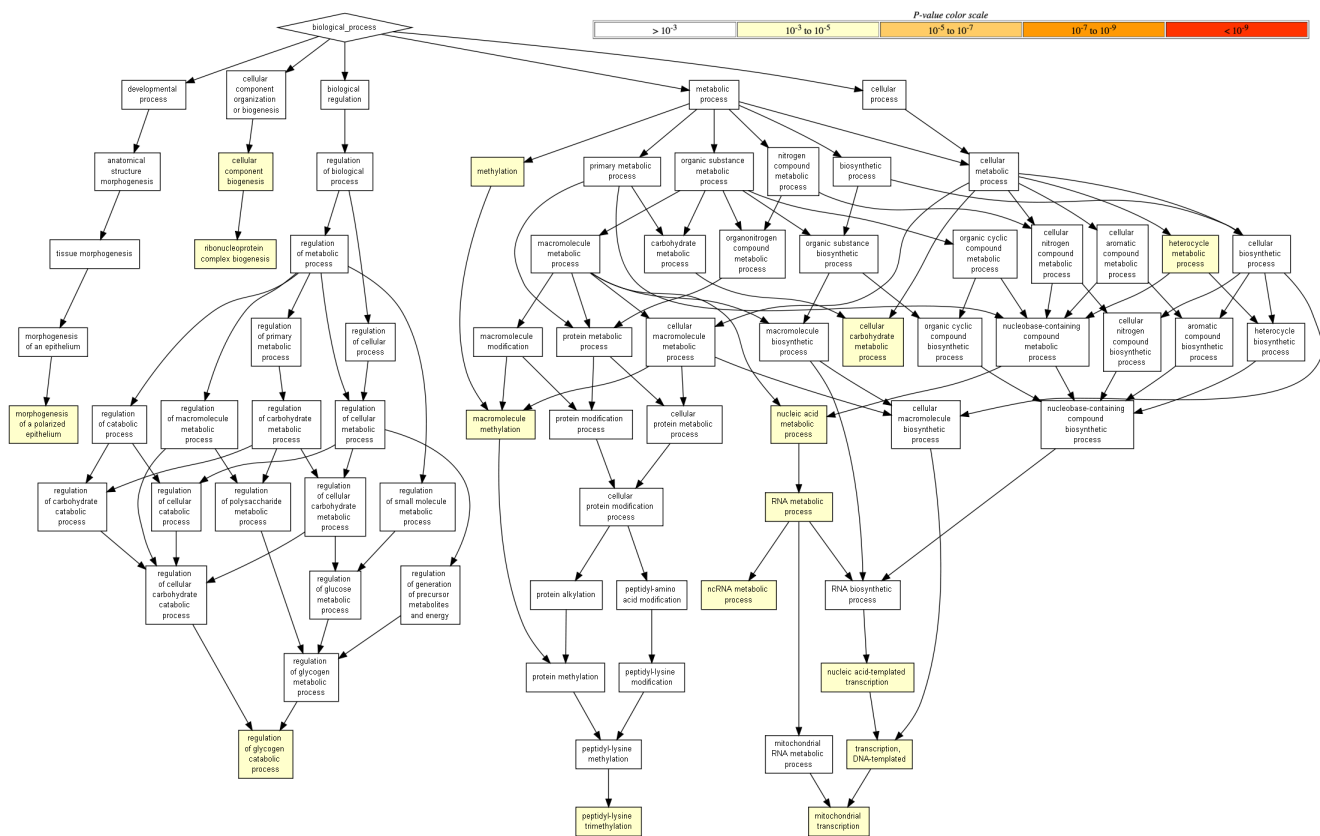 P-value color scale
biological_process
> 10-3
10-3 to 10-5
10-5 to 10-7
10-7 to 10-9
< 10-9
developmental
process
cellular
component
organization
or biogenesis
biological
regulation
metabolic
process
cellular
process
anatomical
structure
morphogenesis
cellular
component
biogenesis
regulation
of biological
process
methylation
primary metabolic
process
organic substance
metabolic
process
nitrogen
compound
metabolic
process
biosynthetic
process
cellular
metabolic
process
tissue morphogenesis
ribonucleoprotein
complex biogenesis
regulation
of metabolic
process
macromolecule
metabolic
process
carbohydrate
metabolic
process
organonitrogen
compound
metabolic
process
organic substance
biosynthetic
process
organic cyclic
compound
metabolic
process
cellular
nitrogen
compound
metabolic
process
cellular
aromatic
compound
metabolic
process
heterocycle
metabolic
process
cellular
biosynthetic
process
morphogenesis
of an epithelium
regulation
of primary
metabolic
process
regulation
of cellular
process
macromolecule
modification
protein metabolic
process
cellular
macromolecule
metabolic
process
macromolecule
biosynthetic
process
cellular
carbohydrate
metabolic
process
organic cyclic
compound
biosynthetic
process
nucleobase-containing
compound
metabolic
process
cellular
nitrogen
compound
biosynthetic
process
aromatic
compound
biosynthetic
process
heterocycle
biosynthetic
process
morphogenesis
of a polarized
epithelium
regulation
of catabolic
process
regulation
of macromolecule
metabolic
process
regulation
of carbohydrate
metabolic
process
regulation
of cellular
metabolic
process
macromolecule
methylation
protein modification
process
cellular
protein metabolic
process
nucleic acid
metabolic
process
cellular
macromolecule
biosynthetic
process
nucleobase-containing
compound
biosynthetic
process
regulation
of carbohydrate
catabolic
process
regulation
of cellular
catabolic
process
regulation
of polysaccharide
metabolic
process
regulation
of cellular
carbohydrate
metabolic
process
regulation
of small molecule
metabolic
process
cellular
protein modification
process
RNA metabolic
process
regulation
of cellular
carbohydrate
catabolic
process
regulation
of glucose
metabolic
process
regulation
of generation
of precursor
metabolites
and energy
protein alkylation
peptidyl-amino
acid modification
ncRNA metabolic
process
RNA biosynthetic
process
regulation
of glycogen
metabolic
process
protein methylation
peptidyl-lysine
modification
nucleic acid-templated
transcription
regulation
of glycogen
catabolic
process
peptidyl-lysine
methylation
mitochondrial
RNA metabolic
process
transcription,
DNA-templated
peptidyl-lysine
trimethylation
mitochondrial
transcription